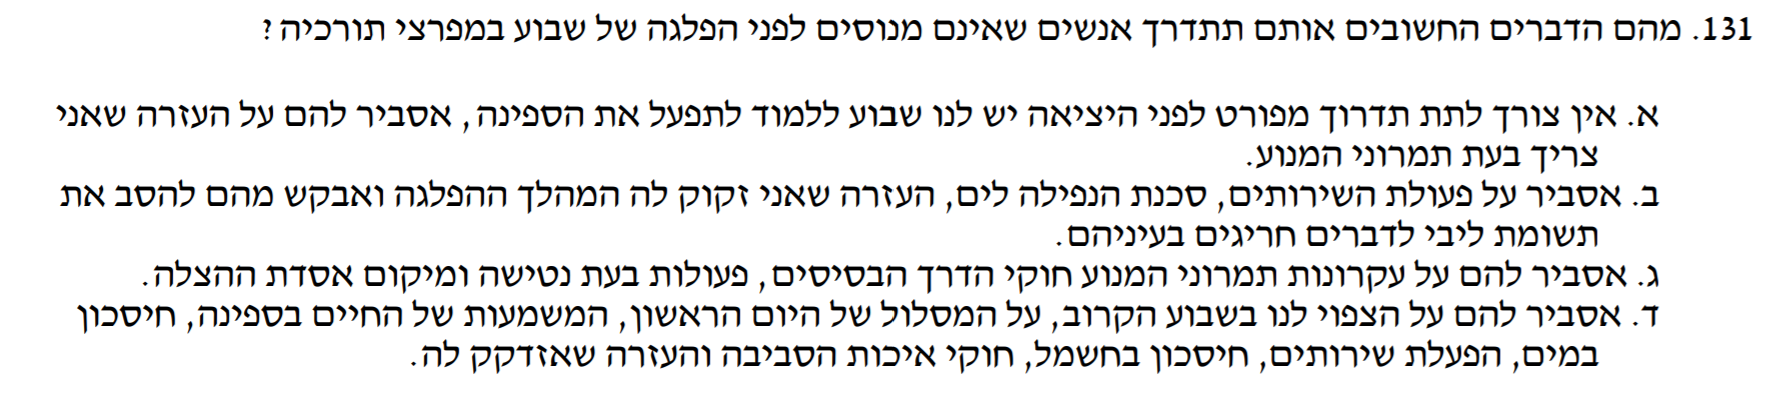 131. מהם הדברים החשובים אותם תתדרך אנשים שאינם מנוסים לפני הפלגה של שבוע במפרצי תורכיה?
א. אין צורך לתת תדרוך מפורט לפני היציאה יש לנו שבוע ללמוד לתפעל את הספינה, אסביר להם על העזרה שאני
צריך בעת תמרוני המנוע.
ב. אסביר על פעולת השירותים, סכנת הנפילה לים, העזרה שאני זקוק לה המהלך ההפלגה ואבקש מהם להסב את
תשומת ליבי לדברים חריגים בעיניהם.
ג. אסביר להם על עקרונות תמרוני המנוע חוקי הדרך הבסיסים, פעולות בעת נטישה ומיקום אסדת ההצלה.
ד. אסביר להם על הצפוי לנו בשבוע הקרוב, על המסלול של היום הראשון, המשמעות של החיים בספינה, חיסכון
במים, הפעלת שירותים, חיסכון בחשמל, חוקי איכות הסביבה והעזרה שאזדקק לה.